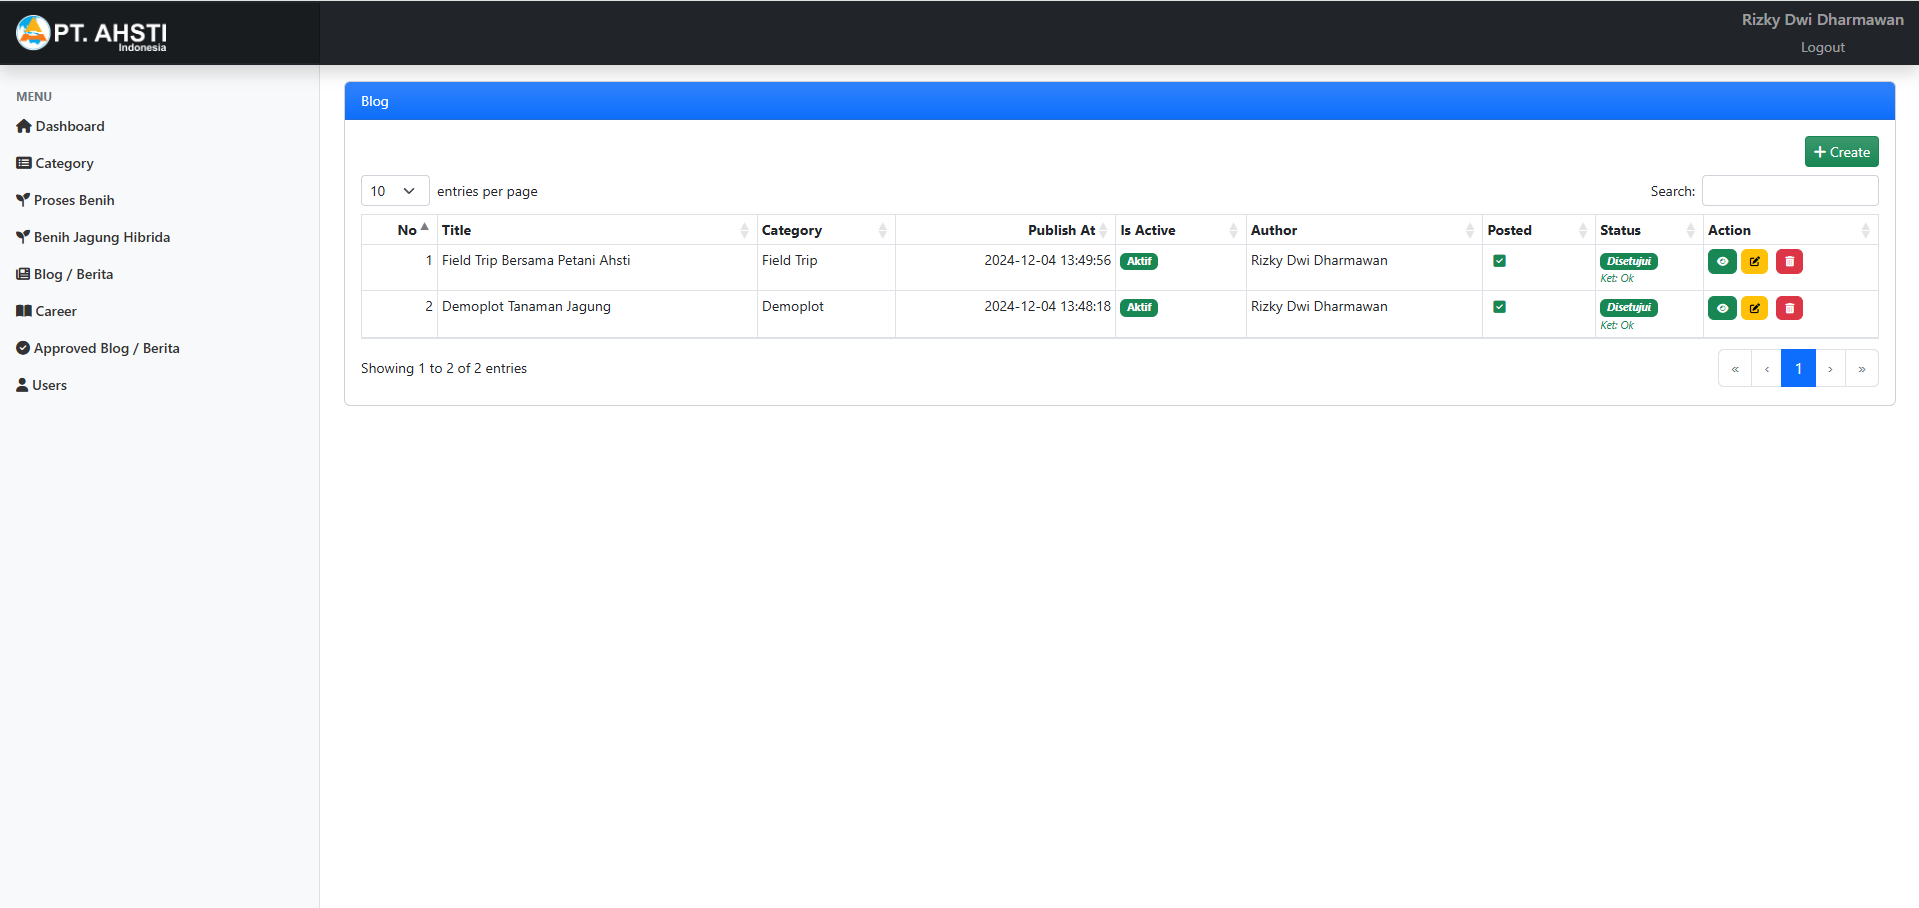 PT. AHSTI
Indonesia
Rizky Dwi Dharmawan
Logout
MENU
Dashboard
Category
Proses Benih
Benih Jagung Hibrida
Blog / Berita
Career
Approved Blog / Berita
Users
Blog
Create
10 entries per page
Search:
No Title Category Publish At Is Active Author Posted Status Action
1 Field Trip Bersama Petani Ahsti Field Trip 2024-12-04 13:49:56 Aktif Rizky Dwi Dharmawan Disetujui
Ket: Ok
2 Demoplot Tanaman Jagung Demoplot 2024-12-04 13:48:18 Aktif Rizky Dwi Dharmawan Disetujui
Ket: Ok
Showing 1 to 2 of 2 entries
« ‹ 1 › »